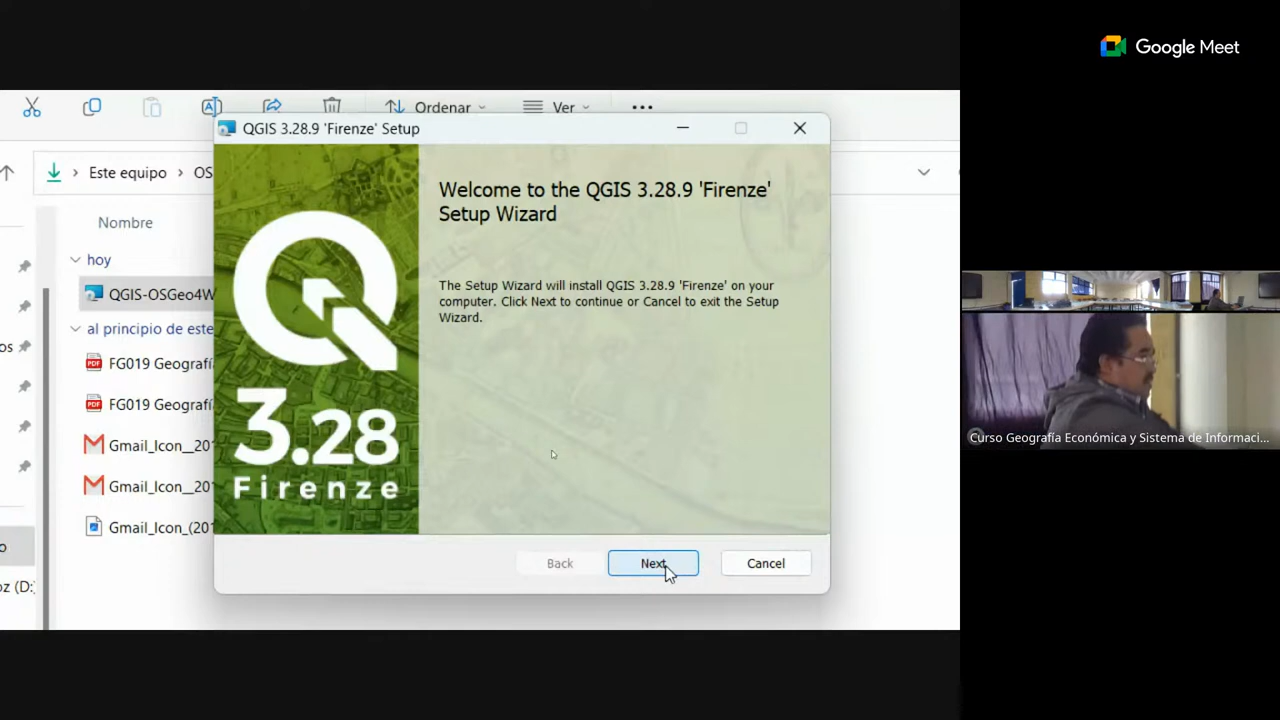 Google Meet
Ordenar
Ver
QGIS 3.28.9 'Firenze' Setup
Este equipo
Nombre
hoy
QGIS-OSGeo4W
al principio de este
FG019 Geografí
FG019 Geografí
Gmail_Icon__20
Gmail_Icon__20
Gmail_Icon_(20
oz (D:)
3.28
Firenze
Welcome to the QGIS 3.28.9 'Firenze'
Setup Wizard
The Setup Wizard will install QGIS 3.28.9 'Firenze' on your
computer. Click Next to continue or Cancel to exit the Setup
Wizard.
Back
Next
Cancel
Curso Geografía Económica y Sistema de Informaci...